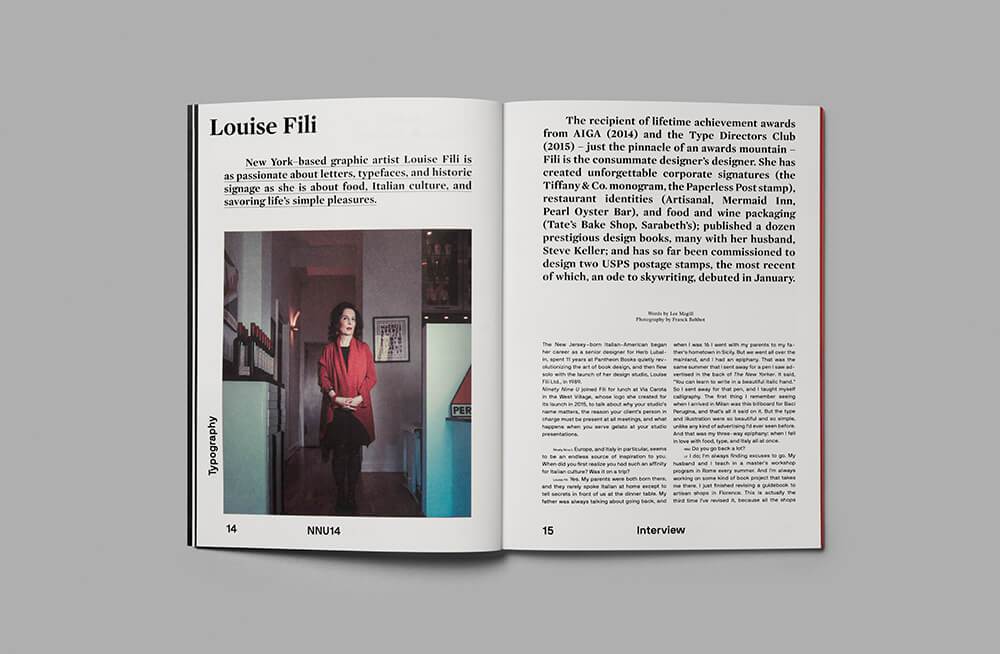 Louise Fili
New York–based graphic artist Louise Fili is
as passionate about letters, typefaces, and historic
signage as she is about food, Italian culture, and
savoring life's simple pleasures.
PER
Typography
14
NNU14
The recipient of lifetime achievement awards
from AIGA (2014) and the Type Directors Club
(2015) – just the pinnacle of an awards mountain –
Fili is the consummate designer's designer. She has
created unforgettable corporate signatures (the
Tiffany & Co. monogram, the Paperless Post stamp),
restaurant identities (Artisanal, Mermaid Inn,
Pearl Oyster Bar), and food and wine packaging
(Tate's Bake Shop, Sarabeth's); published a dozen
prestigious design books, many with her husband,
Steve Keller; and has so far been commissioned to
design two USPS postage stamps, the most recent
of which, an ode to skywriting, debuted in January.
Words by Lee Magill
Photography by Franck Bohbot
The New Jersey–born Italian-American began
her career as a senior designer for Herb Lubal-
in, spent 11 years at Pantheon Books quietly rev-
olutionizing the art of book design, and then flew
solo with the launch of her design studio, Louise
Fili Ltd., in 1989.
Ninety Nine U joined Fili for lunch at Via Carota
in the West Village, whose logo she created for
its launch in 2015, to talk about why your studio's
name matters, the reason your client's person in
charge must be present at all meetings, and what
happens when you serve gelato at your studio
presentations.
Ninety Nine U Europe, and Italy in particular, seems
to be an endless source of inspiration to you.
When did you first realize you had such an affinity
for Italian culture? Was it on a trip?
Louise Fili Yes. My parents were both born there,
and they rarely spoke Italian at home except to
tell secrets in front of us at the dinner table. My
father was always talking about going back, and
when I was 16 I went with my parents to my fa-
ther's hometown in Sicily. But we went all over the
mainland, and I had an epiphany. That was the
same summer that I sent away for a pen I saw ad-
vertised in the back of The New Yorker. It said,
"You can learn to write in a beautiful italic hand."
So I sent away for that pen, and I taught myself
calligraphy. The first thing I remember seeing
when I arrived in Milan was this billboard for Baci
Perugina, and that's all it said on it. But the type
and illustration were so beautiful and so simple,
unlike any kind of advertising I'd ever seen before.
And that was my three-way epiphany: when I fell
in love with food, type, and Italy all at once.
Do you go back a lot?
I do; I'm always finding excuses to go. My
husband and I teach in a master's workshop
program in Rome every summer. And I'm always
working on some kind of book project that takes
me there. I just finished revising a guidebook to
artisan shops in Florence. This is actually the
third time I've revised it, because all the shops
15
Interview